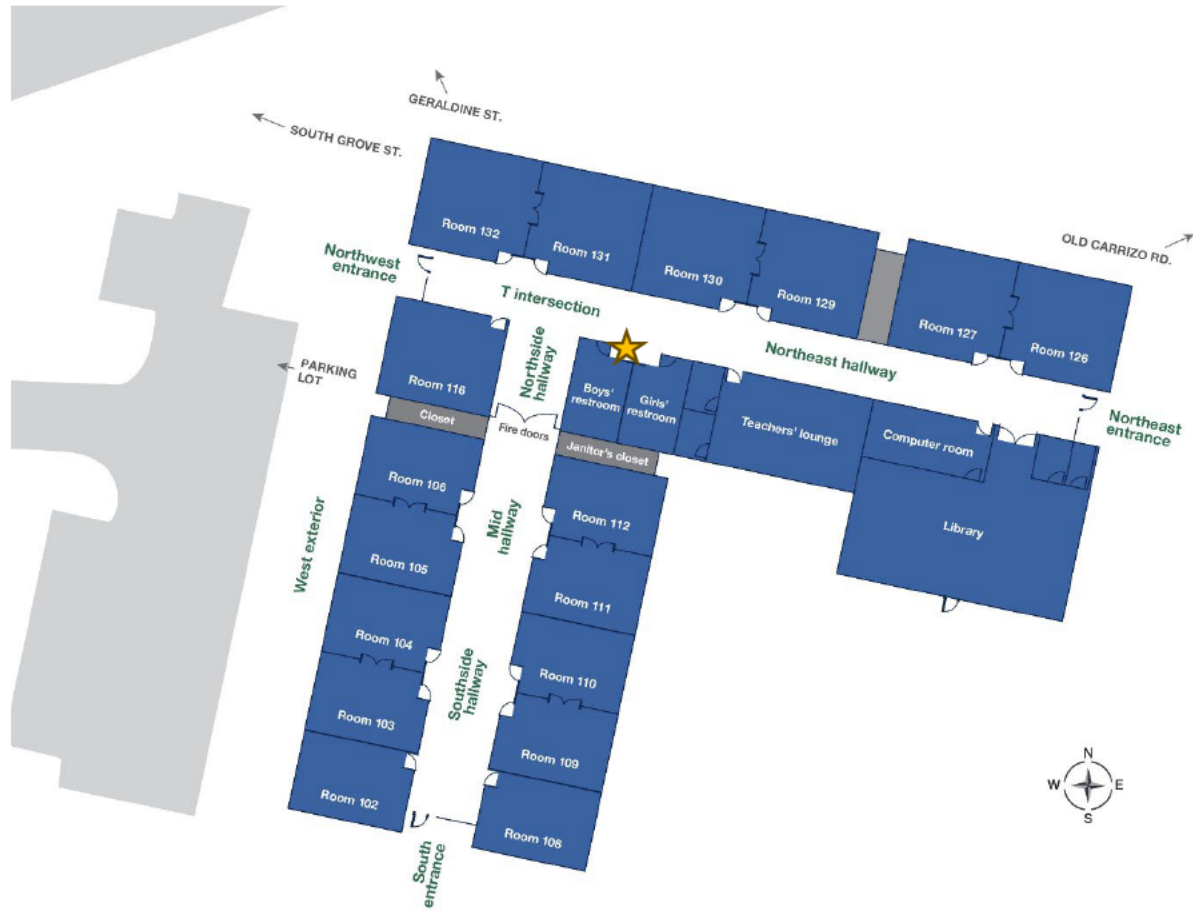 GERALDINE ST.
SOUTH GROVE ST.
OLD CARRIZO RD.
Room 132
Room 131
Room 130
Room 129
Room 127
Room 126
Northwest
entrance
T intersection
Northeast hallway
Northside
hallway
PARKING
LOT
Room 116
Boys'
restroom
Girls'
restroom
Teachers' lounge
Computer room
Northeast
entrance
Closet
Fire doors
Janitor's closet
Room 106
Mid
hallway
Room 112
Library
West exterior
Room 105
Room 111
Room 104
Room 110
Southside
hallway
Room 103
Room 109
Room 102
Room 106
South
entrance
N
W
E
S